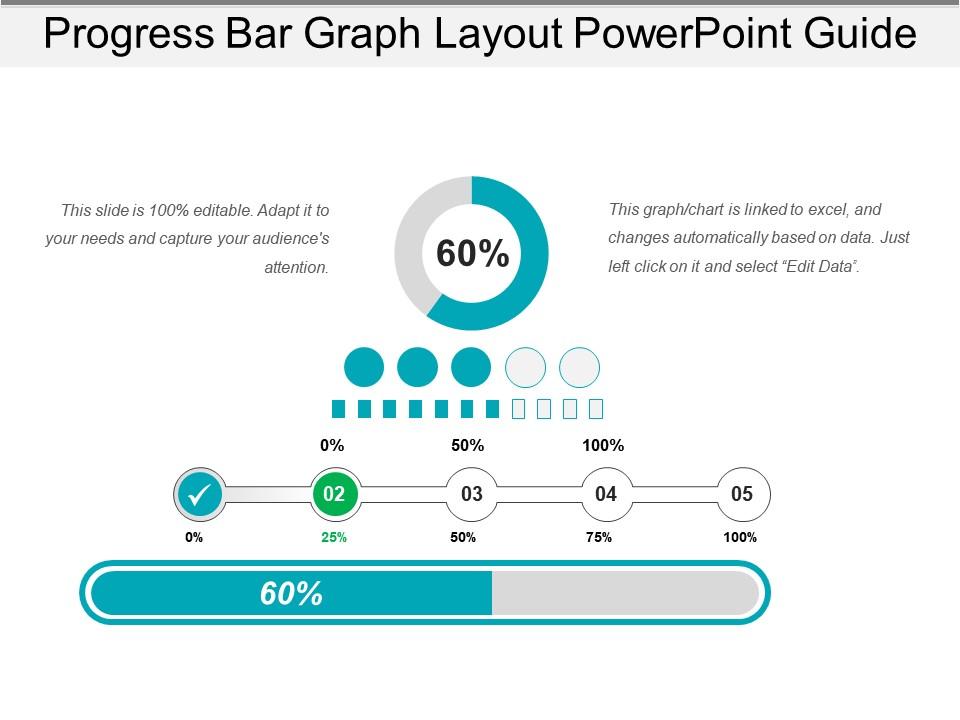 Progress Bar Graph Layout PowerPoint Guide
This slide is 100% editable. Adapt it to
your needs and capture your audience's
attention.
60%
This graph/chart is linked to excel, and
changes automatically based on data. Just
left click on it and select “Edit Data”.
0% 50% 100%
02 03 04 05
0% 25% 50% 75% 100%
60%